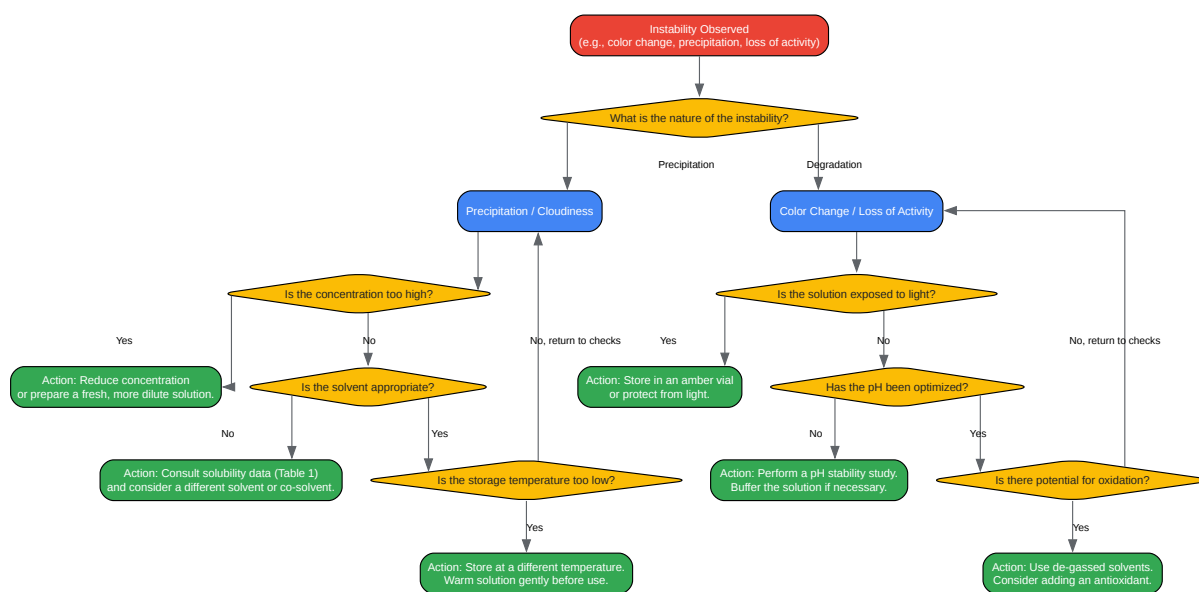 Instability Observed
(e.g., color change, precipitation, loss of activity)
What is the nature of the instability?
Precipitation
Degradation
Precipitation / Cloudiness
Color Change / Loss of Activity
Is the concentration too high?
Is the solution exposed to light?
Yes
No
No, return to checks
Yes
No
No, return to checks
Action: Reduce concentration
or prepare a fresh, more dilute solution.
Is the solvent appropriate?
Action: Store in an amber vial
or protect from light.
Has the pH been optimized?
No
Yes
No
Yes
Action: Consult solubility data (Table 1)
and consider a different solvent or co-solvent.
Is the storage temperature too low?
Action: Perform a pH stability study.
Buffer the solution if necessary.
Is there potential for oxidation?
Yes
Yes
Action: Store at a different temperature.
Warm solution gently before use.
Action: Use de-gassed solvents.
Consider adding an antioxidant.